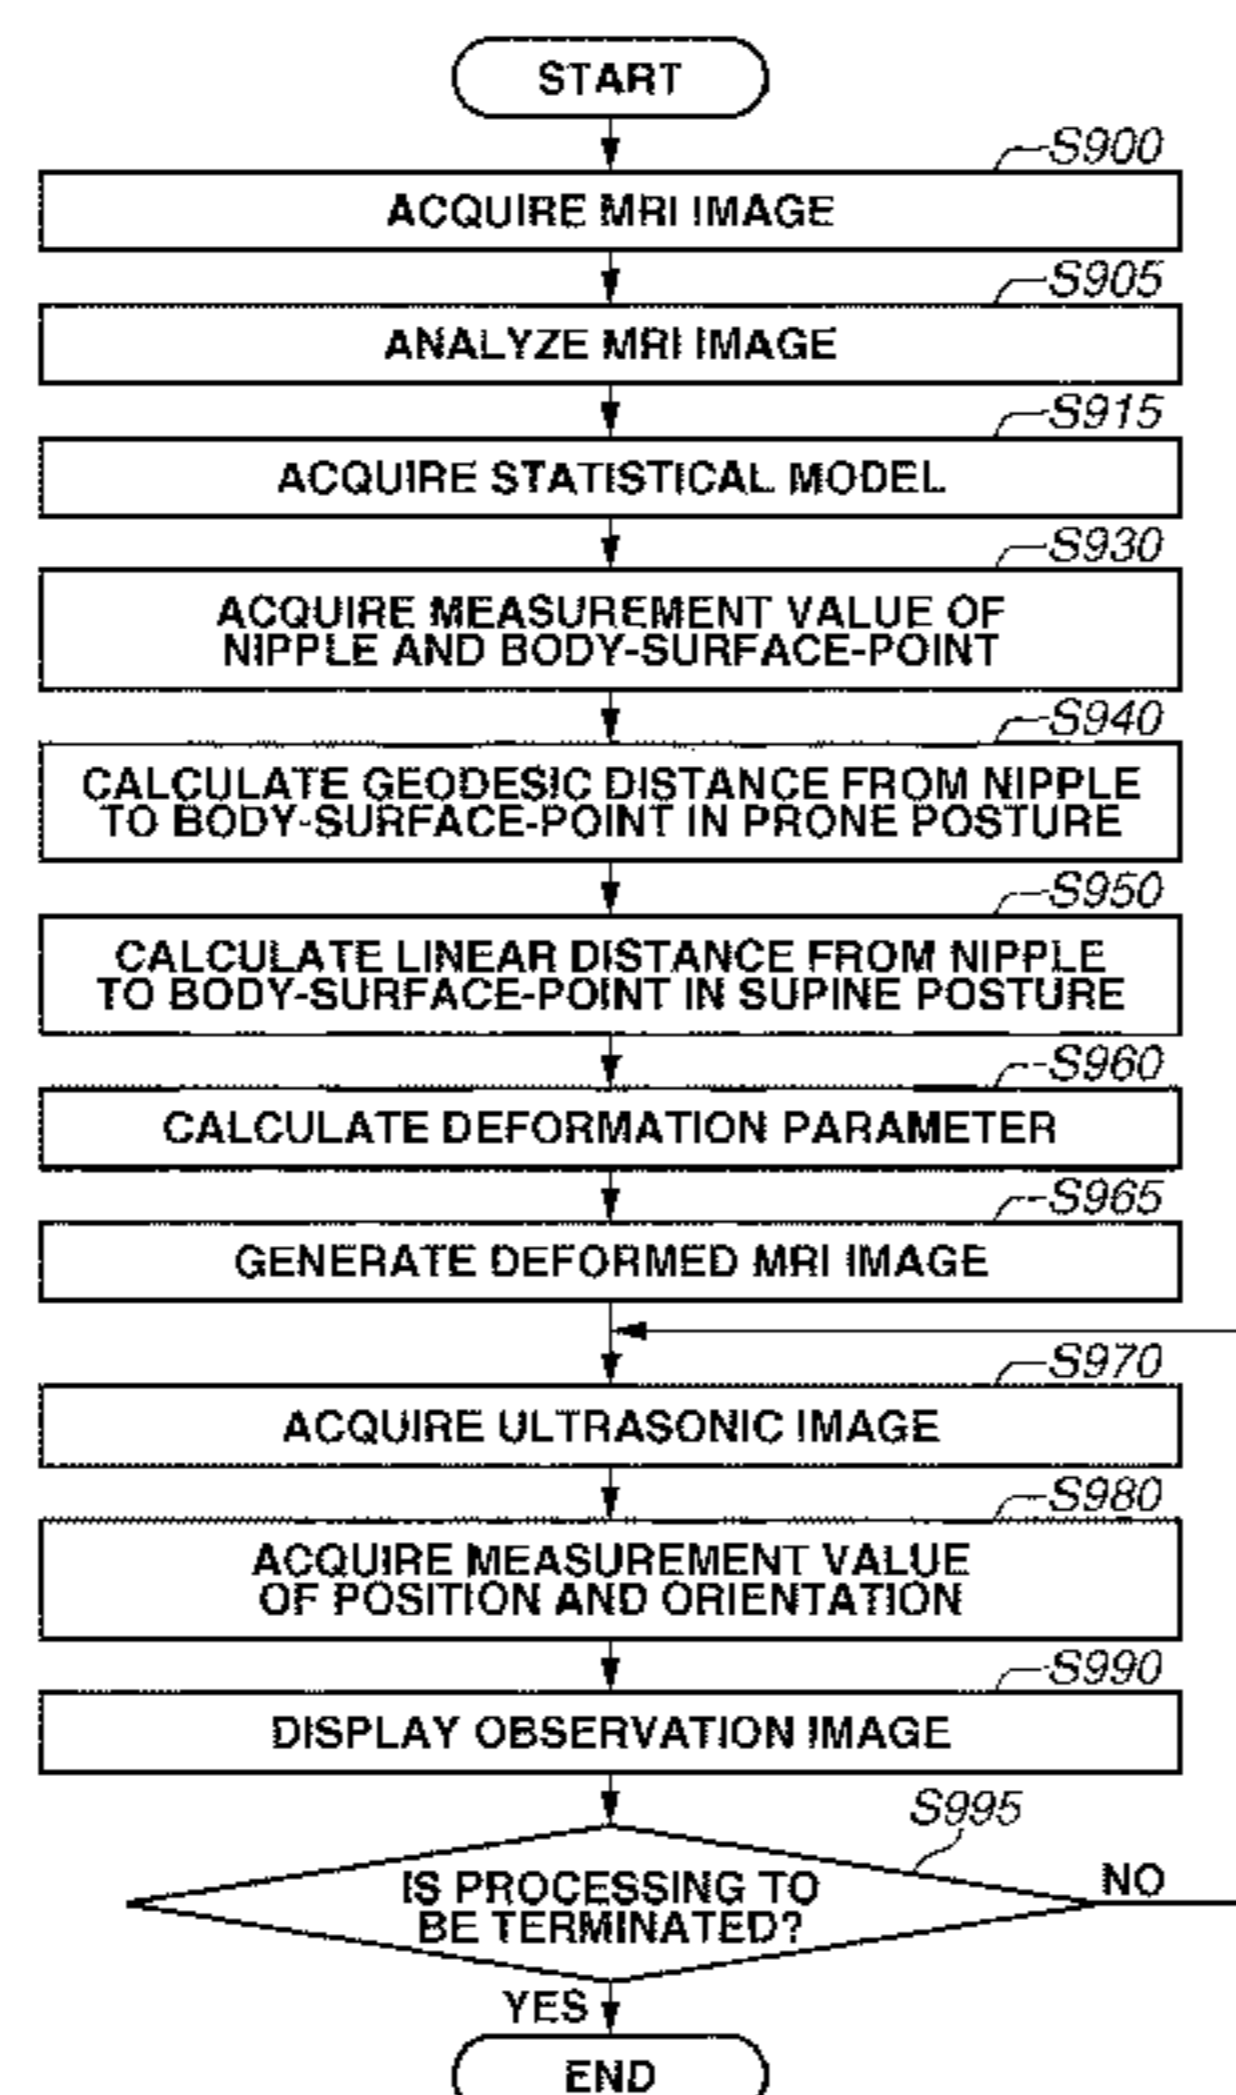 START
S900
ACQUIRE MRI IMAGE
S905
ANALYZE MRI IMAGE
S915
ACQUIRE STATISTICAL MODEL
S930
ACQUIRE MEASUREMENT VALUE OF
NIPPLE AND BODY-SURFACE-POINT
S940
CALCULATE GEODESIC DISTANCE FROM NIPPLE
TO BODY-SURFACE-POINT IN PRONE POSTURE
S950
CALCULATE LINEAR DISTANCE FROM NIPPLE
TO BODY-SURFACE-POINT IN SUPINE POSTURE
S960
CALCULATE DEFORMATION PARAMETER
S965
GENERATE DEFORMED MRI IMAGE
S970
ACQUIRE ULTRASONIC IMAGE
S980
ACQUIRE MEASUREMENT VALUE
OF POSITION AND ORIENTATION
S990
DISPLAY OBSERVATION IMAGE
S995
IS PROCESSING TO
BE TERMINATED?
NO
YES
END